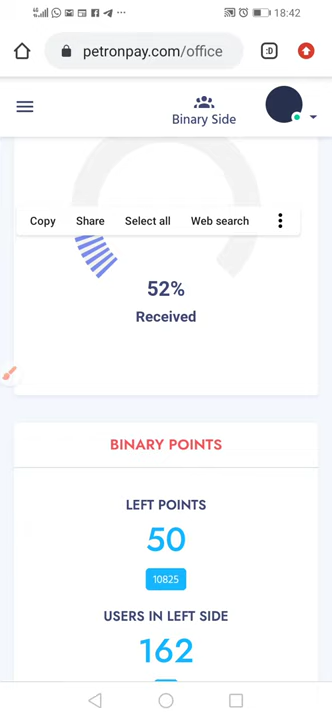 18:42
petronpay.com/office
:D
Binary Side
Copy Share Select all Web search
52%
Received
BINARY POINTS
LEFT POINTS
50
10825
USERS IN LEFT SIDE
162